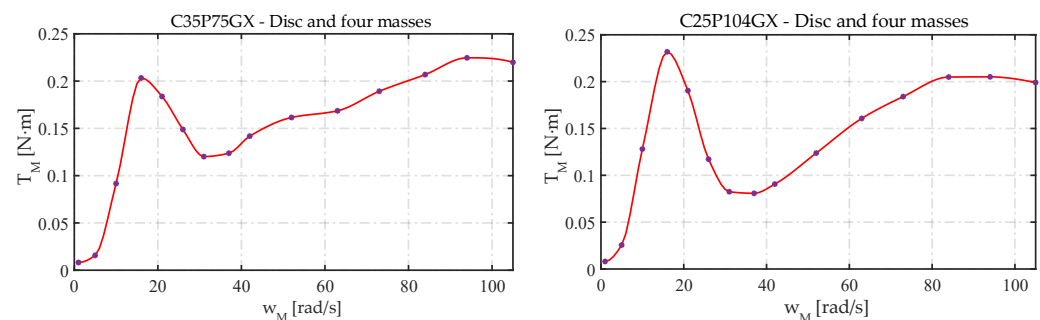 C35P75GX - Disc and four masses
0.25
0.2
0.15
0.1
0.05
0
T_M [N·m]
0 20 40 60 80 100
w_M [rad/s]
C25P104GX - Disc and four masses
0.25
0.2
0.15
0.1
0.05
0
T_M [N·m]
0 20 40 60 80 100
w_M [rad/s]